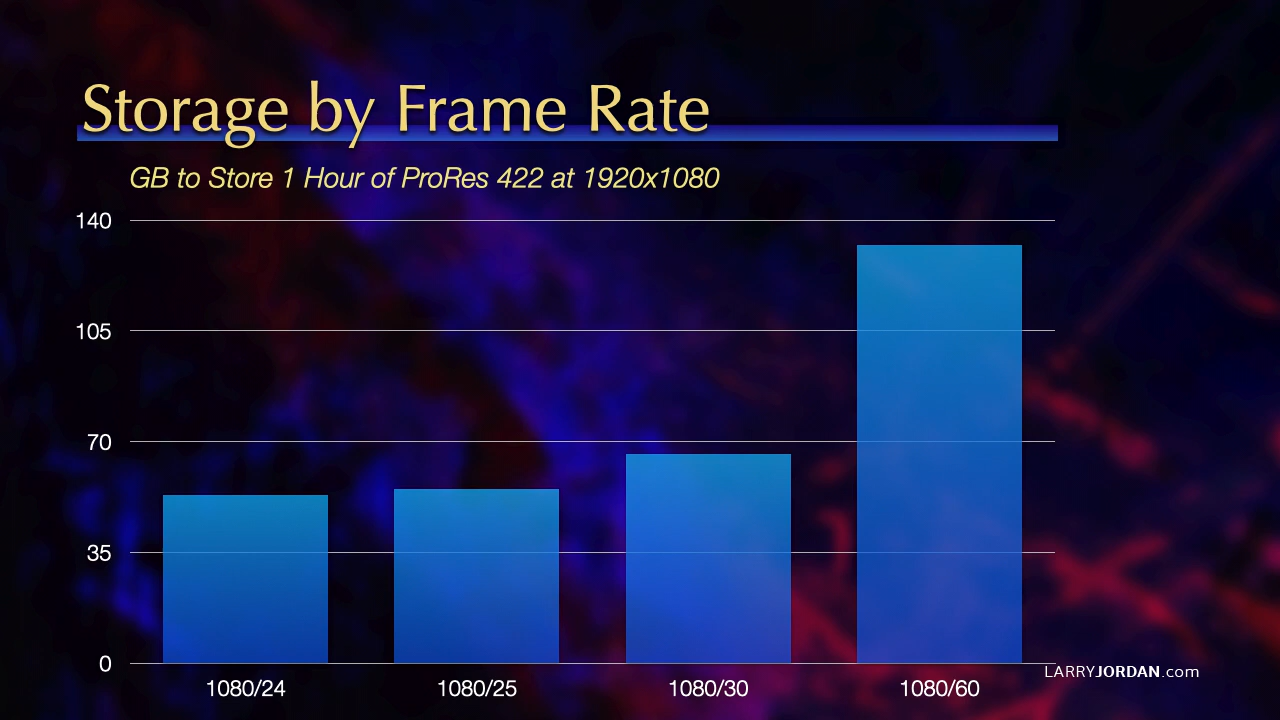 Storage by Frame Rate
GB to Store 1 Hour of ProRes 422 at 1920x1080
140
105
70
35
0
1080/24 1080/25 1080/30 1080/60
LARRYJORDAN.com